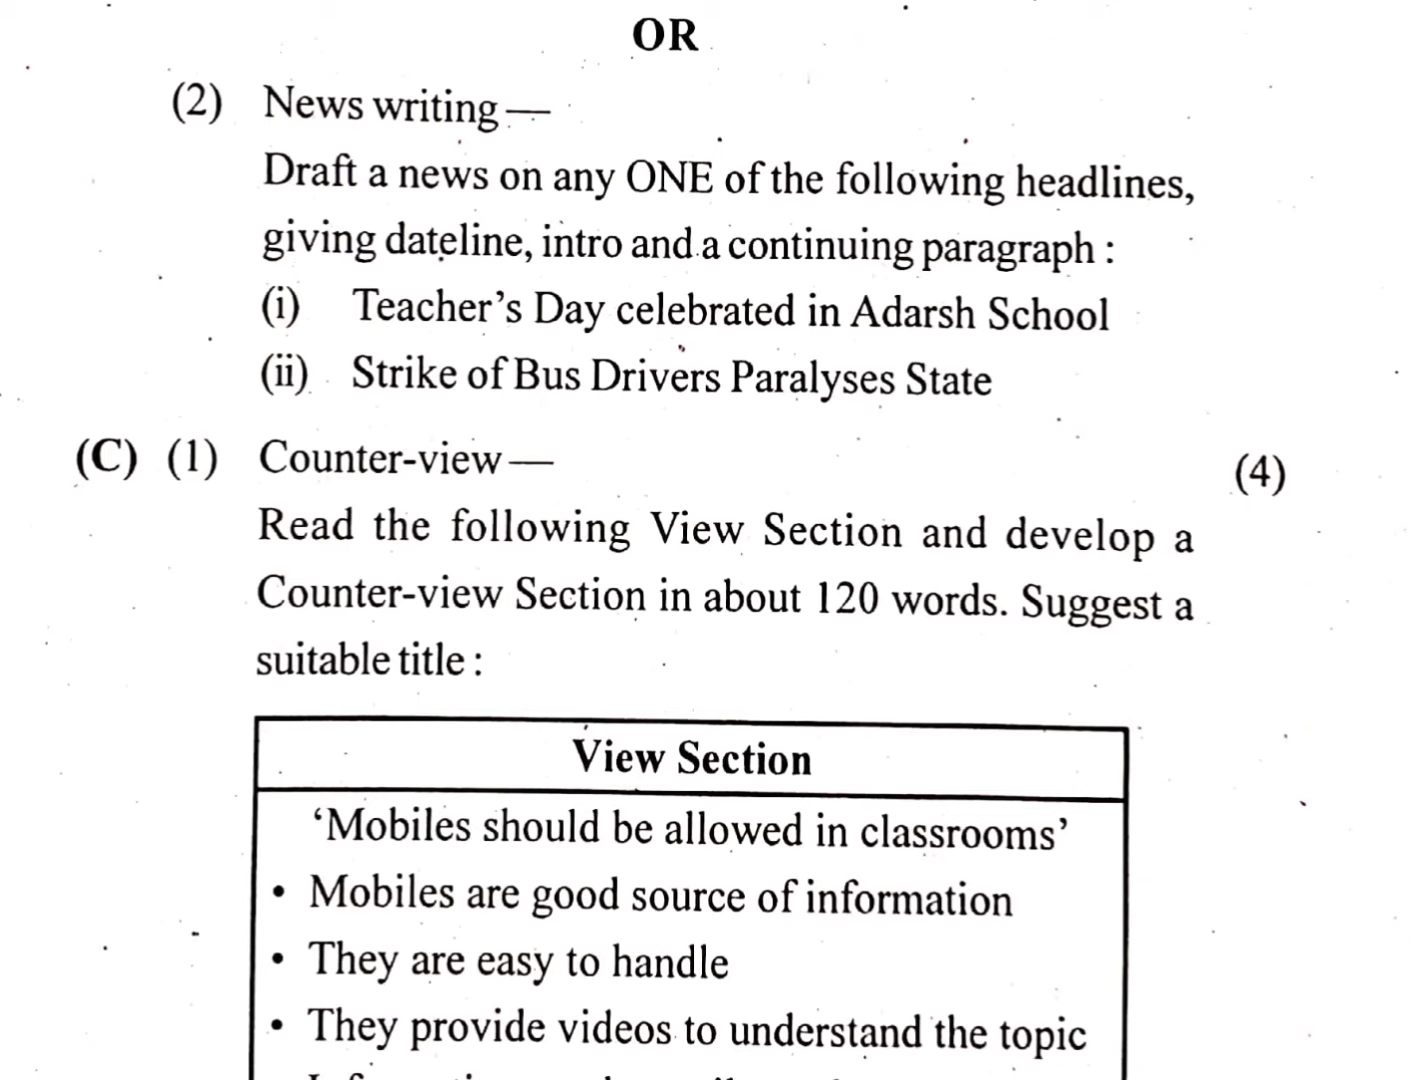 OR
(2) News writing —
Draft a news on any ONE of the following headlines,
giving dateline, intro and a continuing paragraph :
(i) Teacher's Day celebrated in Adarsh School
(ii) Strike of Bus Drivers Paralyses State
(C) (1) Counter-view — (4)
Read the following View Section and develop a
Counter-view Section in about 120 words. Suggest a
suitable title :
View Section
'Mobiles should be allowed in classrooms'
• Mobiles are good source of information
• They are easy to handle
• They provide videos to understand the topic